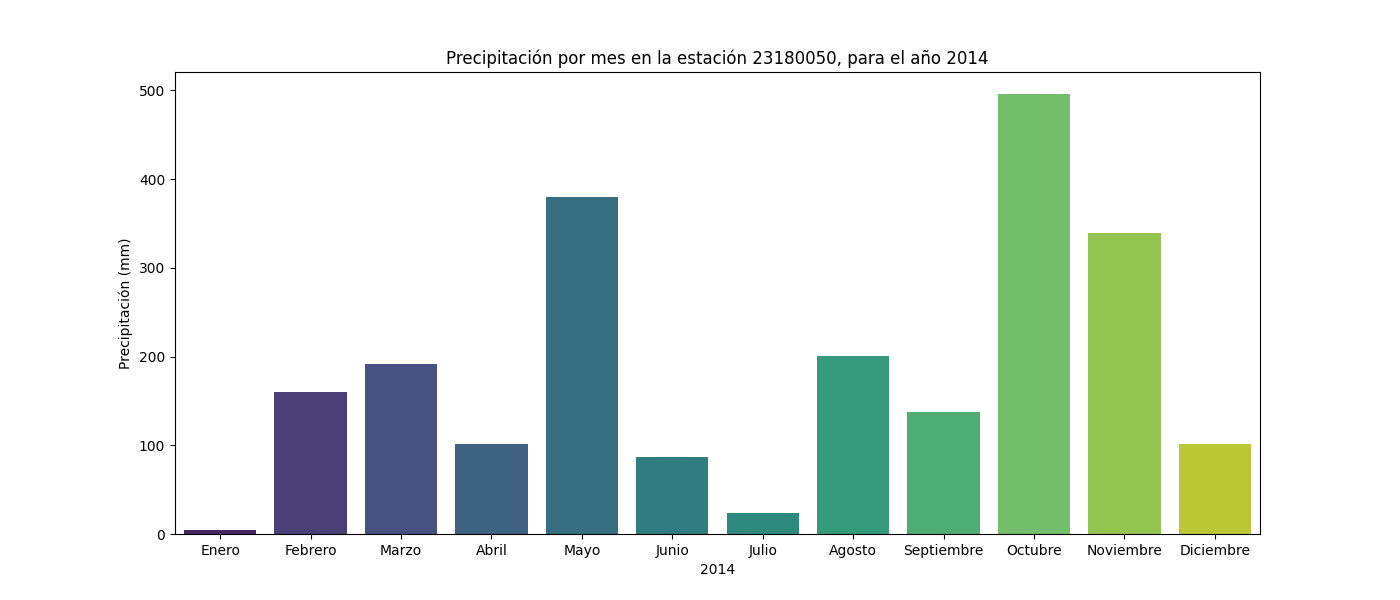 Precipitación por mes en la estación 23180050, para el año 2014
Precipitación (mm)
500
400
300
200
100
0
Enero Febrero Marzo Abril Mayo Junio Julio Agosto Septiembre Octubre Noviembre Diciembre
2014